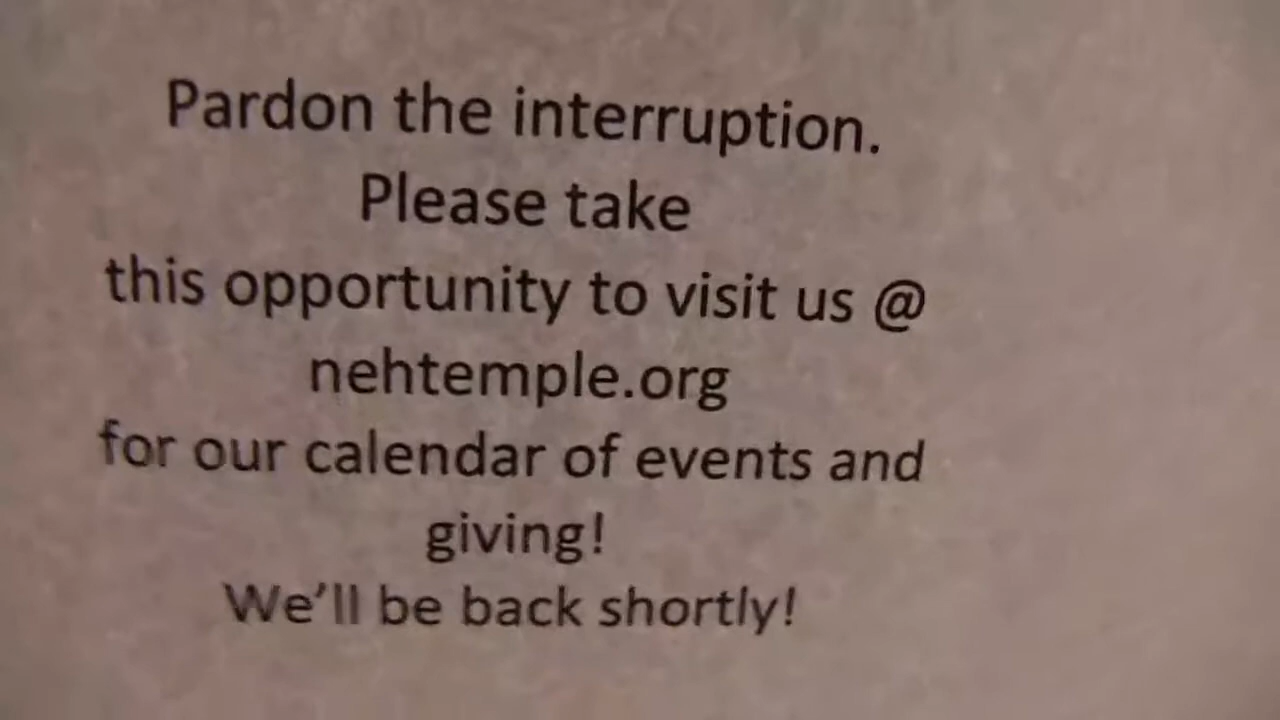 Pardon the interruption.
Please take
this opportunity to visit us @
nehtemple.org
for our calendar of events and
giving!
We’ll be back shortly!